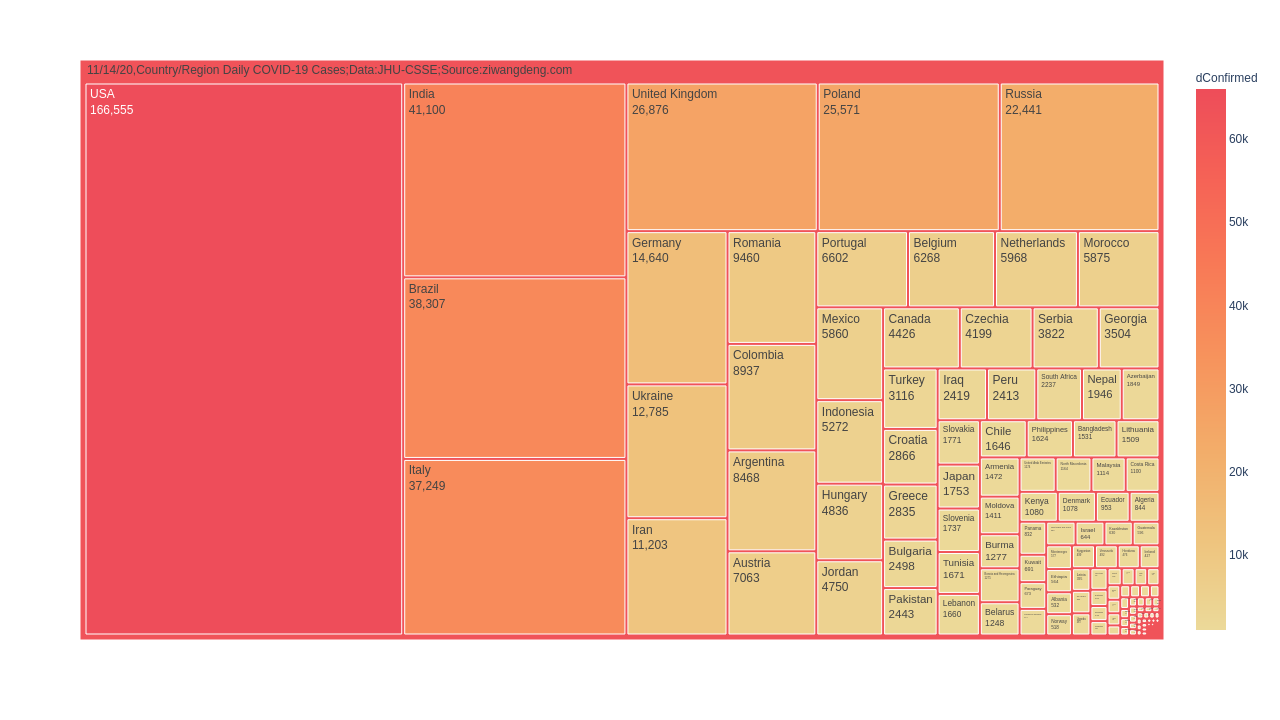 11/14/20,Country/Region Daily COVID-19 Cases;Data:JHU-CSSE;Source:ziwangdeng.com
dConfirmed
60k
50k
40k
30k
20k
10k
USA
166,555
India
41,100
Brazil
38,307
Italy
37,249
United Kingdom
26,876
Poland
25,571
Russia
22,441
Germany
14,640
Ukraine
12,785
Iran
11,203
Romania
9460
Colombia
8937
Argentina
8468
Austria
7063
Portugal
6602
Belgium
6268
Netherlands
5968
Morocco
5875
Mexico
5860
Indonesia
5272
Hungary
4836
Jordan
4750
Canada
4426
Czechia
4199
Serbia
3822
Georgia
3504
Turkey
3116
Croatia
2866
Greece
2835
Bulgaria
2498
Pakistan
2443
Iraq
2419
Peru
2413
South Africa
2237
Nepal
1946
Azerbaijan
1849
Slovakia
1771
Japan
1753
Slovenia
1737
Tunisia
1671
Lebanon
1660
Chile
1646
Philippines
1624
Bangladesh
1531
Lithuania
1509
Armenia
1472
Moldova
1411
Burma
1277
Belarus
1248
Malaysia
1114
Costa Rica
1100
Kenya
1080
Denmark
1078
Ecuador
953
Algeria
844
Panama
Kuwait
691
Israel
644
Paraguay
Ethiopia
Albania
Norway